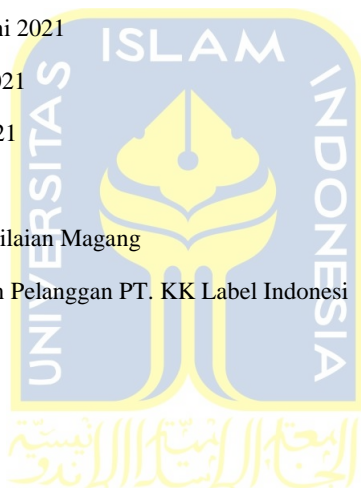 ni 2021
021
21
ilaian Magang
n Pelanggan PT. KK Label Indonesi
UNIVERSITAS
ISLAM
INDONESIA